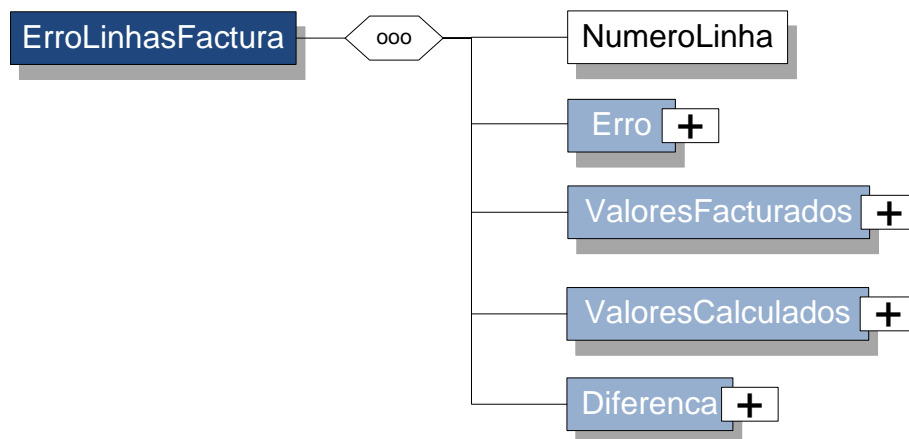 ErroLinhasFactura
ooo
NumeroLinha
Erro +
ValoresFacturados +
ValoresCalculados +
Diferenca +